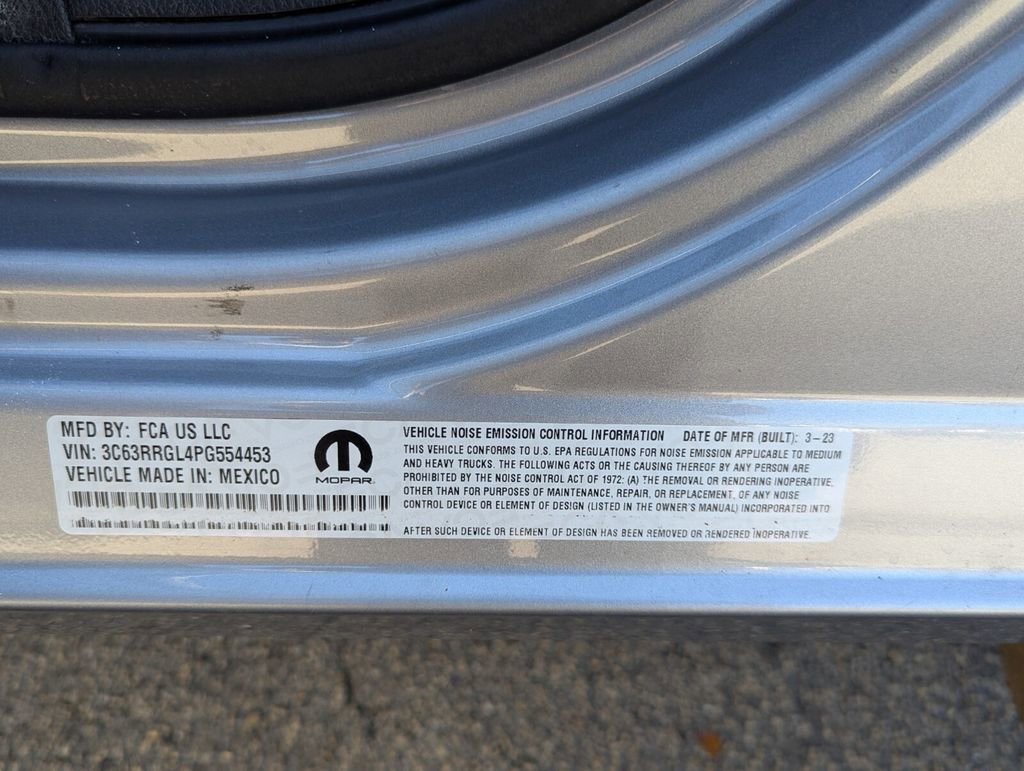 MFD BY: FCA US LLC
VIN: 3C63RRGL4PG554453
VEHICLE MADE IN: MEXICO
MOPAR
VEHICLE NOISE EMISSION CONTROL INFORMATION DATE OF MFR (BUILT): 3-23
THIS VEHICLE CONFORMS TO U.S. EPA REGULATIONS FOR NOISE EMISSION APPLICABLE TO MEDIUM
AND HEAVY TRUCKS. THE FOLLOWING ACTS OR THE CAUSING THEREOF BY ANY PERSON ARE
PROHIBITED BY THE NOISE CONTROL ACT OF 1972: (A) THE REMOVAL OR RENDERING INOPERATIVE,
OTHER THAN FOR PURPOSES OF MAINTENANCE, REPAIR, OR REPLACEMENT, OF ANY NOISE
CONTROL DEVICE OR ELEMENT OF DESIGN (LISTED IN THE OWNER'S MANUAL) INCORPORATED INTO
AFTER SUCH DEVICE OR ELEMENT OF DESIGN HAS BEEN REMOVED OR RENDERED INOPERATIVE.